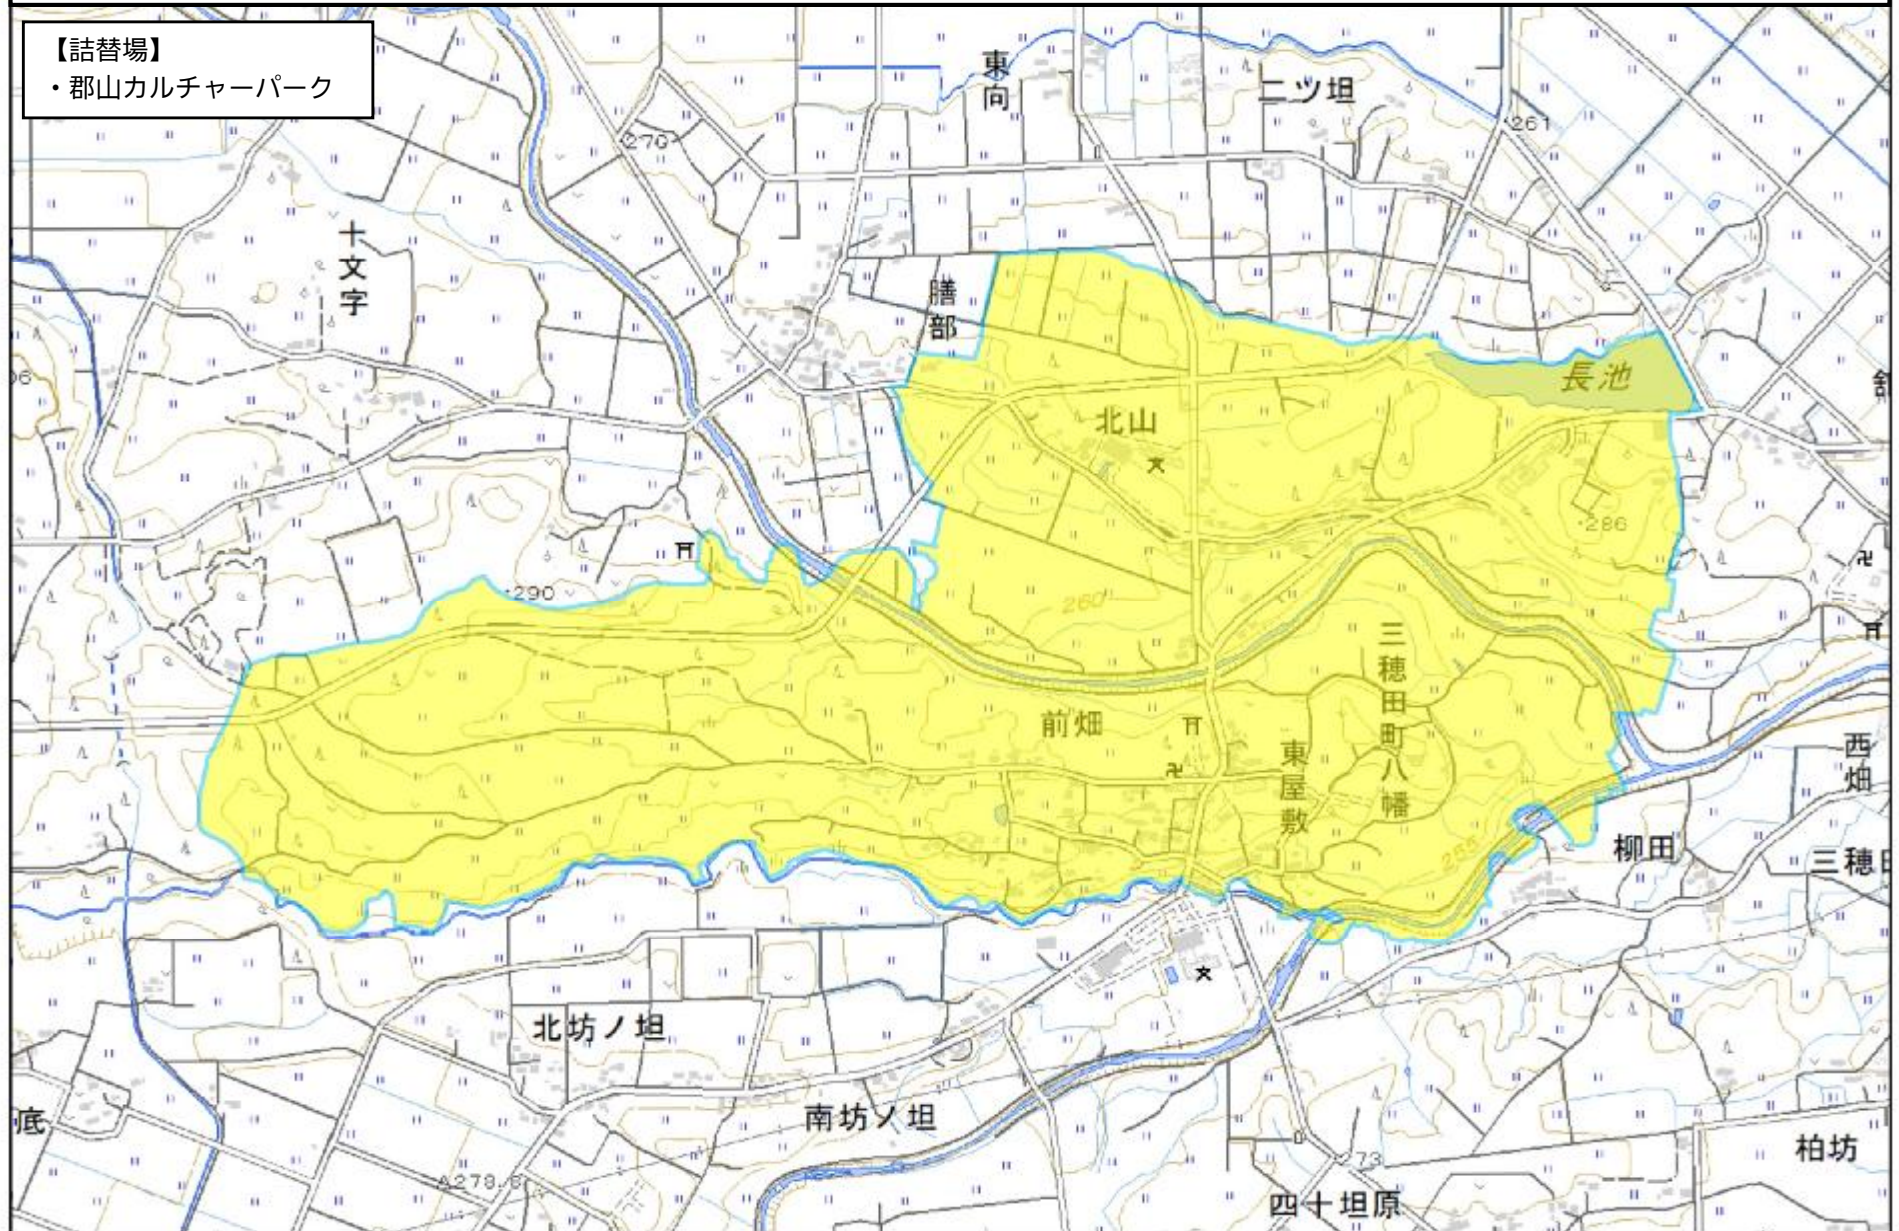 【詰替場】
・郡山カルチャーパーク
東向
二ツ坦
261
270
十文字
膳部
長池
北山
286
290
260
三穂田町八幡
前畑
東屋敷
西畑
255
柳田
三穂
北坊ノ坦
南坊ノ坦
底
柏坊
273
278.8
四十坦原